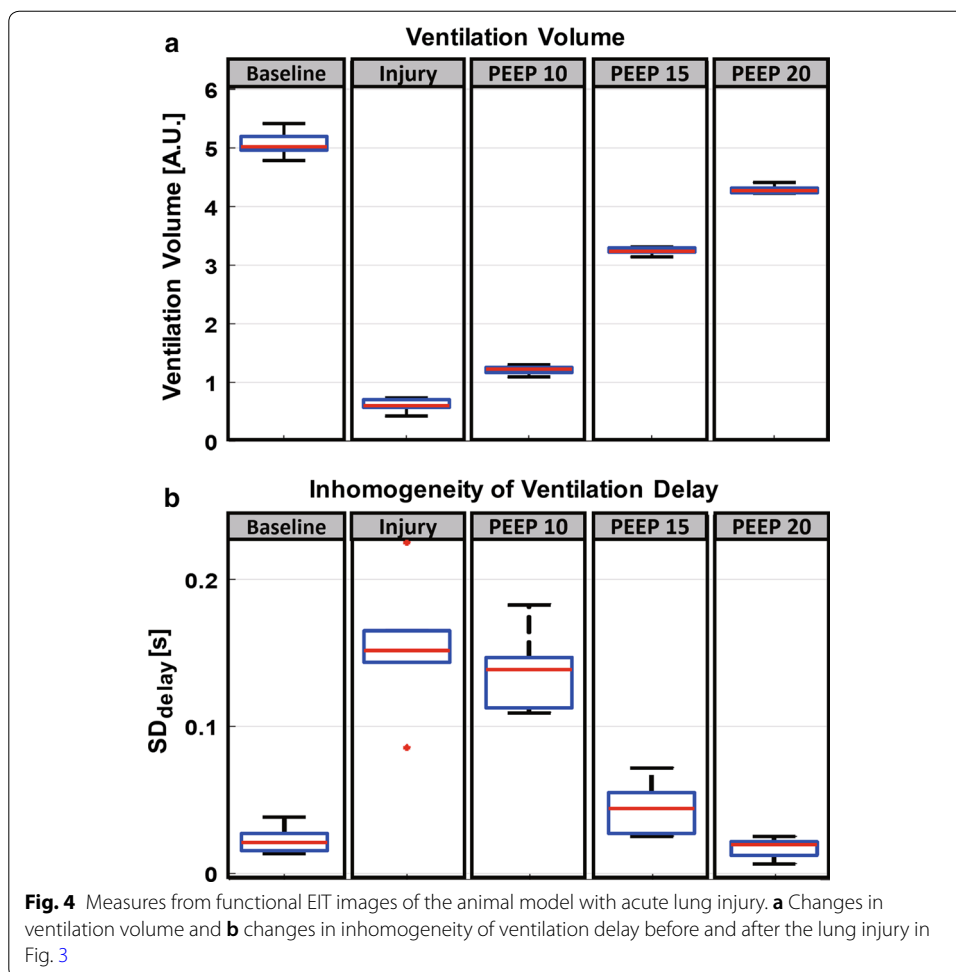 a
Ventilation Volume
Baseline Injury PEEP 10 PEEP 15 PEEP 20
Ventilation Volume [A.U.]
6
5
4
3
2
1
0
b
Inhomogeneity of Ventilation Delay
Baseline Injury PEEP 10 PEEP 15 PEEP 20
SDdelay [s]
0.2
0.1
0
Fig. 4 Measures from functional EIT images of the animal model with acute lung injury. a Changes in
ventilation volume and b changes in inhomogeneity of ventilation delay before and after the lung injury in
Fig. 3